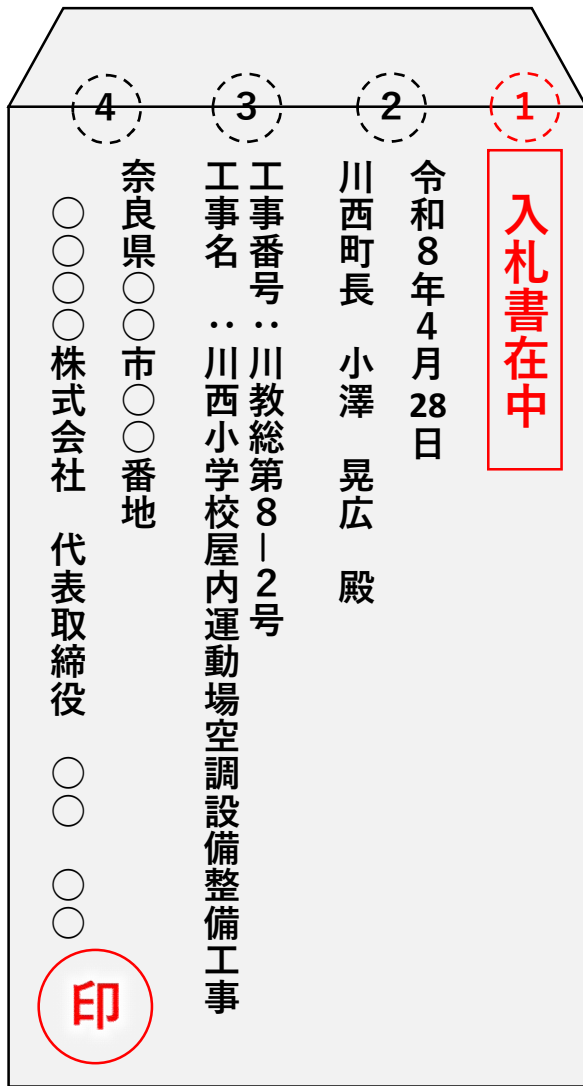 1
入札書在中
2
令和8年4月28日
川西町長 小澤 晃広 殿
3
工事番号：川教総第8－2号
工事名 ：川西小学校屋内運動場空調設備整備工事
4
奈良県○○市○○番地
○○○○株式会社 代表取締役 ○○ ○○
印